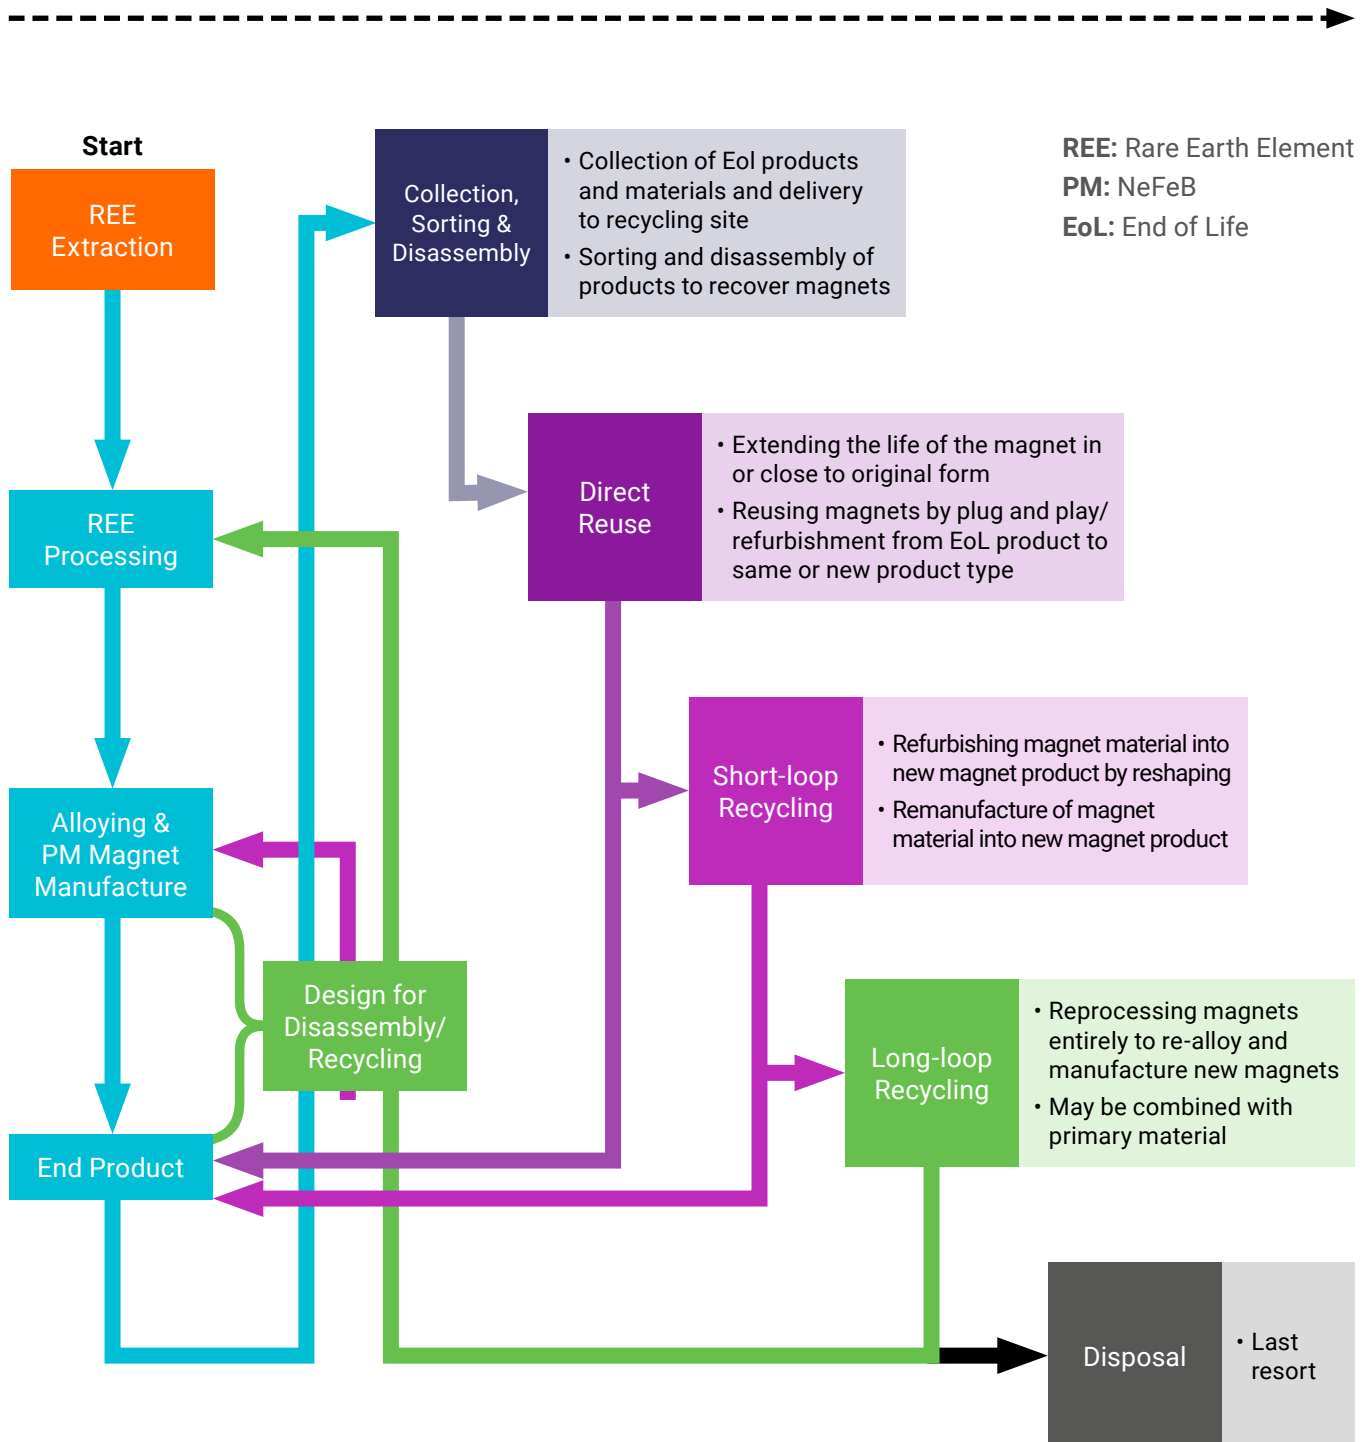 Start
REE
Extraction
REE
Processing
Alloying &
PM Magnet
Manufacture
End Product
Design for
Disassembly/
Recycling
Collection,
Sorting &
Disassembly
• Collection of Eol products
and materials and delivery
to recycling site
• Sorting and disassembly of
products to recover magnets
REE: Rare Earth Element
PM: NeFeB
EoL: End of Life
Direct
Reuse
• Extending the life of the magnet in
or close to original form
• Reusing magnets by plug and play/
refurbishment from EoL product to
same or new product type
Short-loop
Recycling
• Refurbishing magnet material into
new magnet product by reshaping
• Remanufacture of magnet
material into new magnet product
Long-loop
Recycling
• Reprocessing magnets
entirely to re-alloy and
manufacture new magnets
• May be combined with
primary material
Disposal
• Last
resort